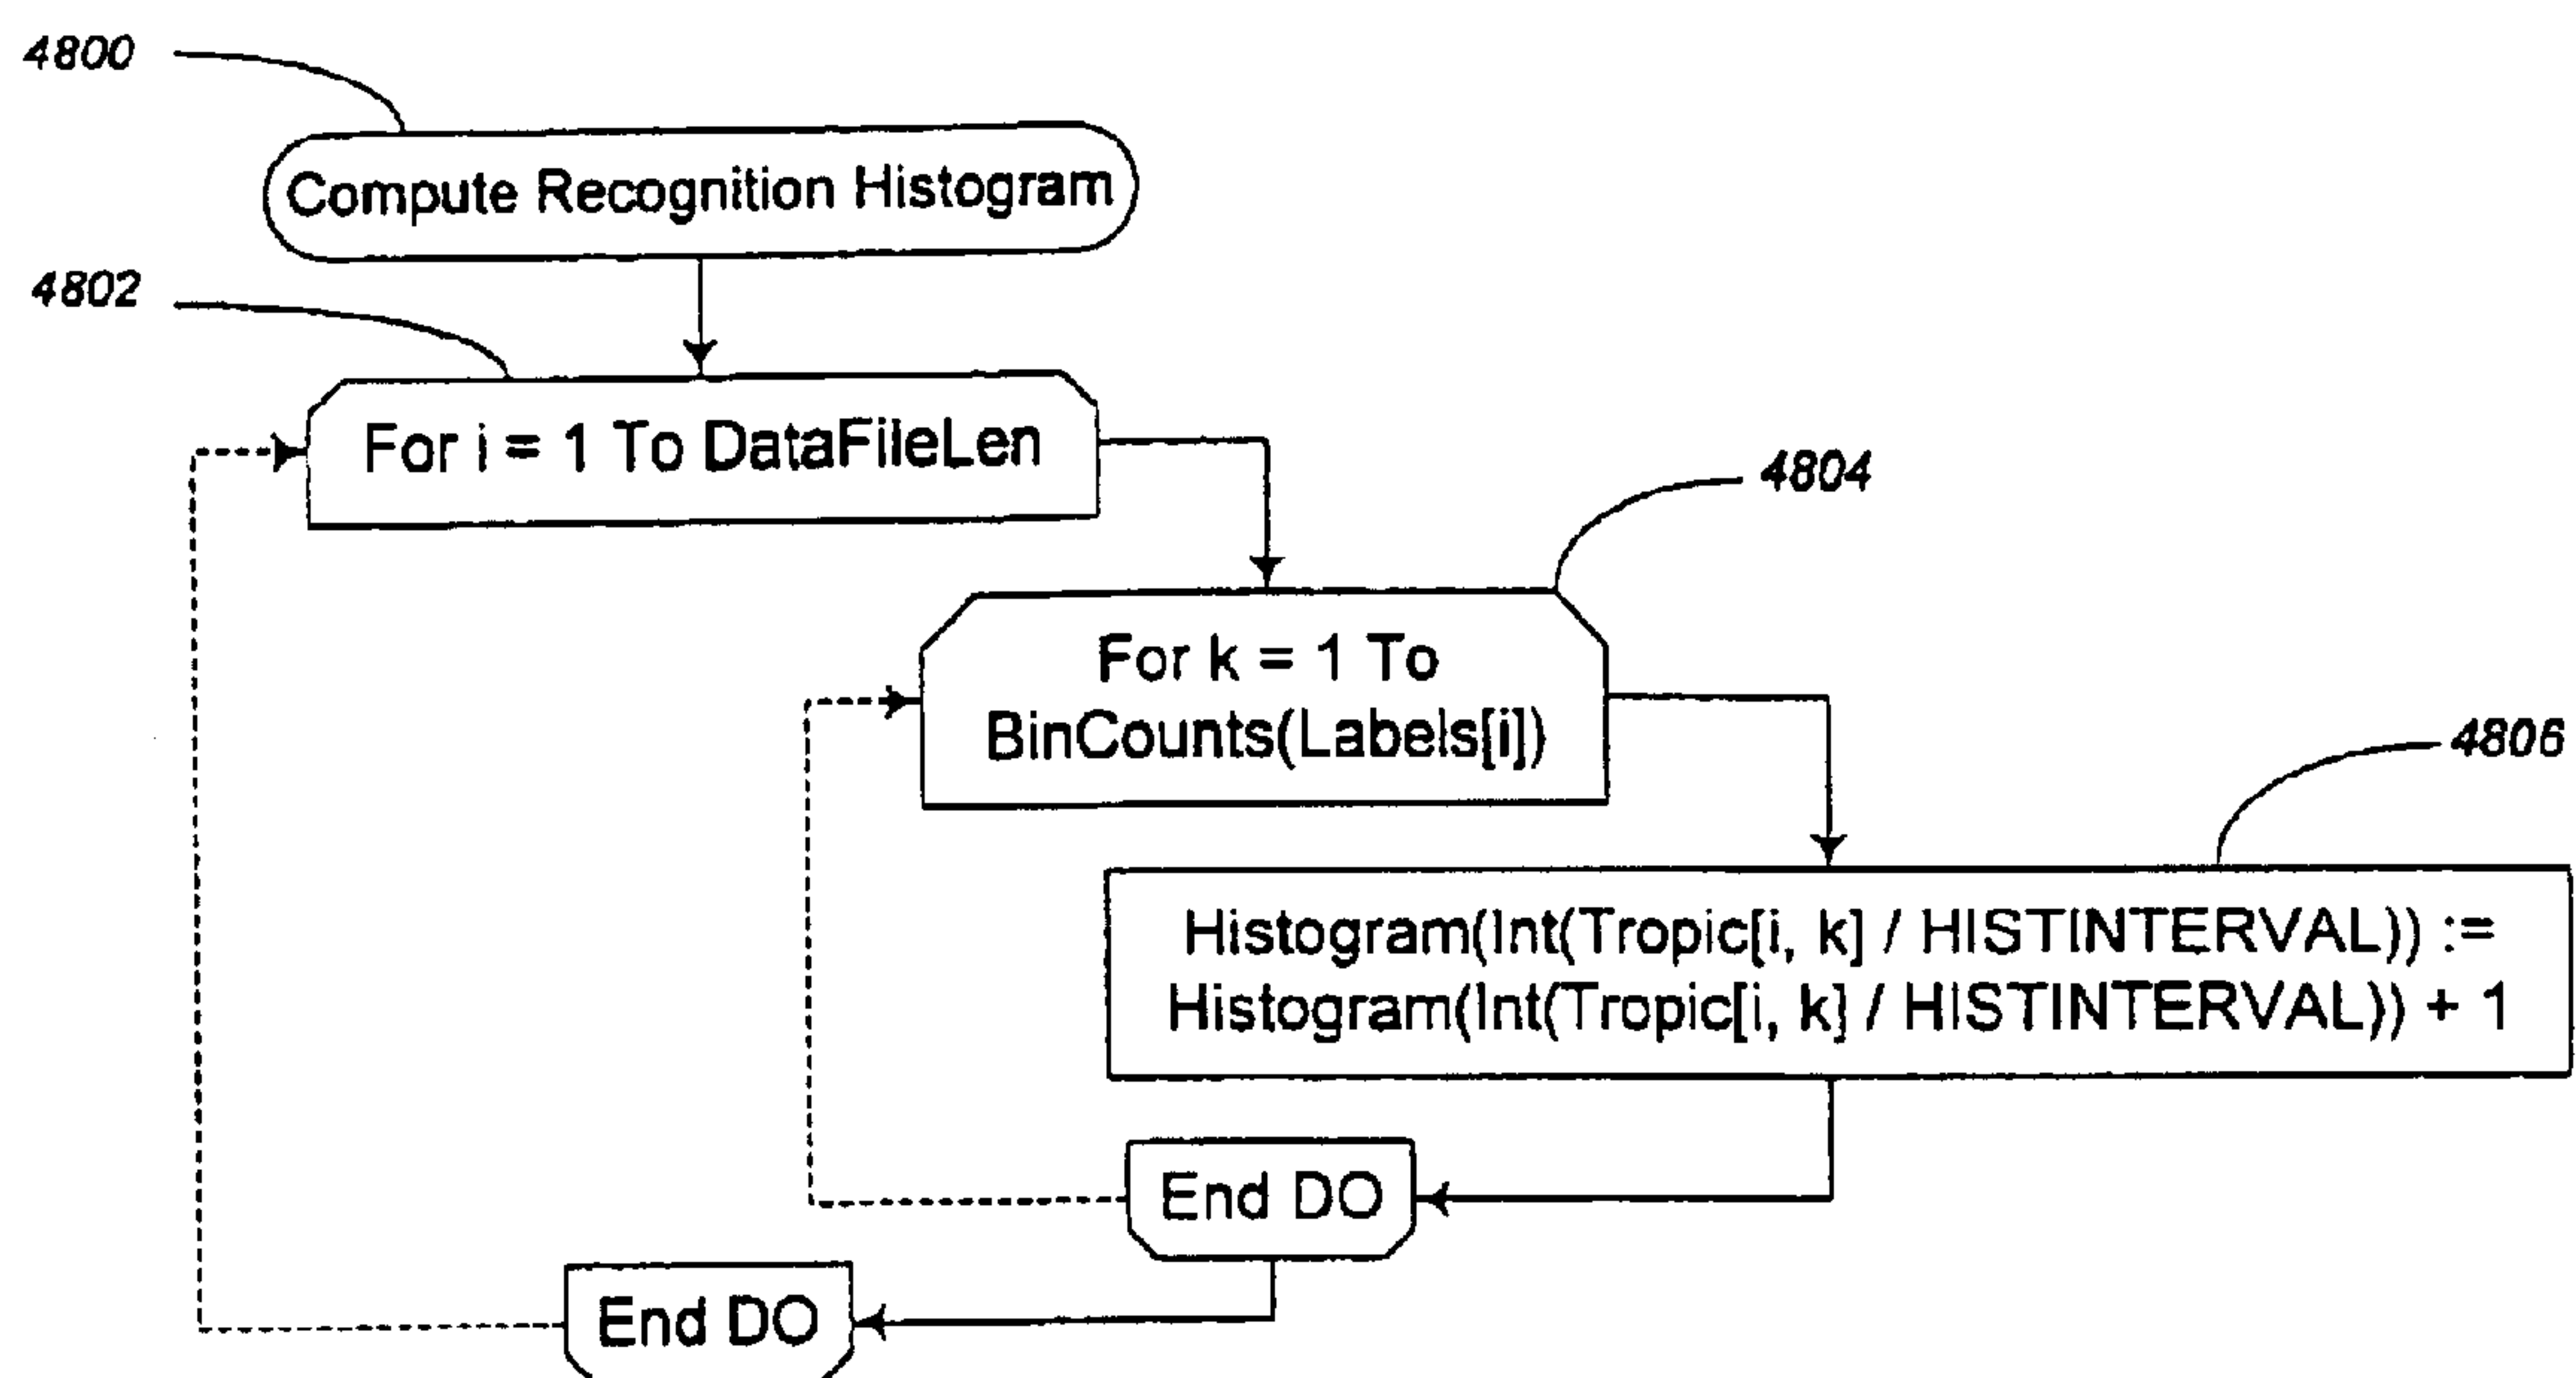 4800
Compute Recognition Histogram
4802
For i = 1 To DataFileLen
4804
For k = 1 To
BinCounts(Labels[i])
4806
Histogram(Int(Tropic[i, k] / HISTINTERVAL)) :=
Histogram(Int(Tropic[i, k] / HISTINTERVAL)) + 1
End DO
End DO